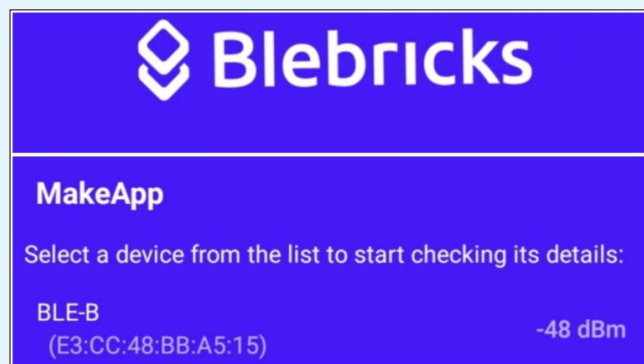 Blebricks
MakeApp
Select a device from the list to start checking its details:
BLE-B
-48 dBm
(E3:CC:48:BB:A5:15)